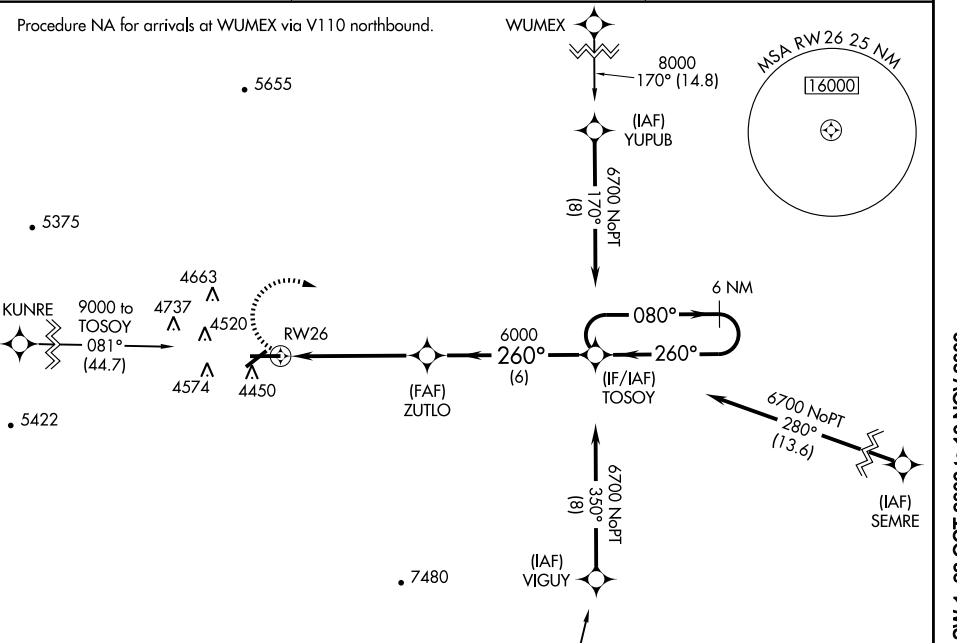 Procedure NA for arrivals at WUMEX via V110 northbound.
WUMEX
8000
170° (14.8)
MSA RW26 25 NM
16000
5655
(IAF)
YUPUB
6700 NoPT
170°
(8)
5375
4663
4737
4520
KUNRE
9000 to
TOSOY
081°
(44.7)
RW26
6 NM
080°
6000
260°
(6)
260°
4574
4450
(FAF)
ZUTLO
(IF/IAF)
TOSOY
5422
6700 NoPT
280°
(13.6)
(IAF)
SEMRE
6700 NoPT
350°
(8)
(IAF)
VIGUY
7480